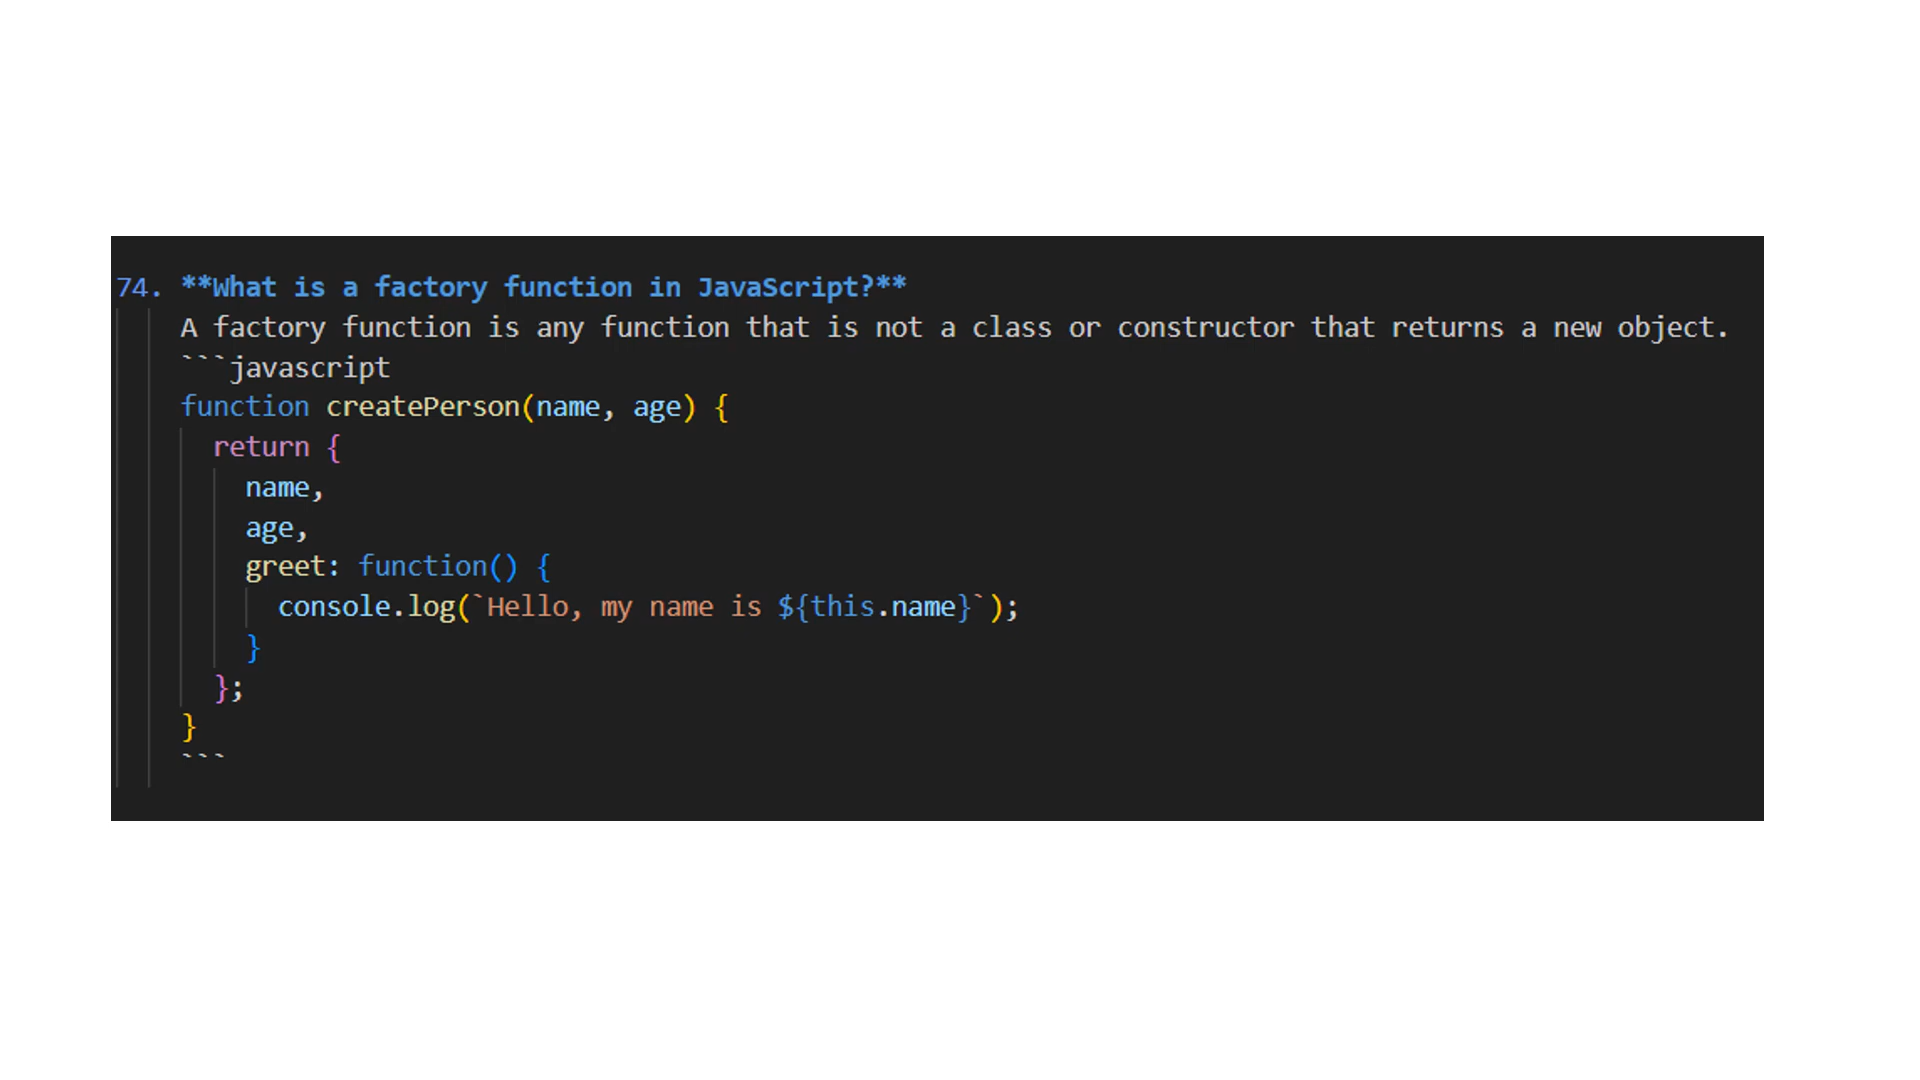 74. **What is a factory function in JavaScript?**
A factory function is any function that is not a class or constructor that returns a new object.
```javascript
function createPerson(name, age) {
  return {
    name,
    age,
    greet: function() {
      console.log(`Hello, my name is ${this.name}`);
    }
  };
}
```